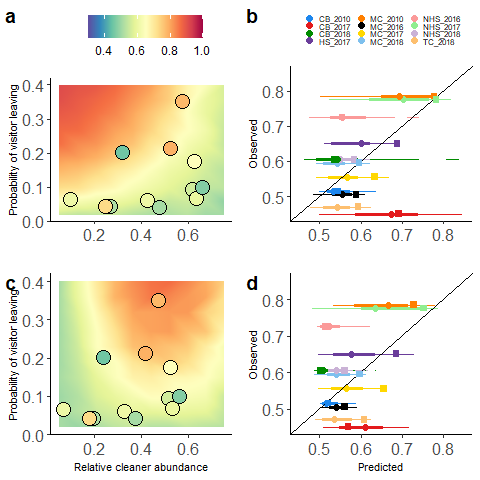 a
0.4 0.6 0.8 1.0
b
CB_2010 MC_2010 NHS_2016
CB_2017 MC_2016 NHS_2017
CB_2018 MC_2017 NHS_2018
HS_2017 MC_2018 TC_2018
Probability of visitor leaving
0.4
0.3
0.2
0.1
0.0
0.2 0.4 0.6
Observed
0.8
0.7
0.6
0.5
0.5 0.6 0.7 0.8
c
Probability of visitor leaving
0.4
0.3
0.2
0.1
0.0
0.2 0.4 0.6
Relative cleaner abundance
d
Observed
0.8
0.7
0.6
0.5
0.5 0.6 0.7 0.8
Predicted